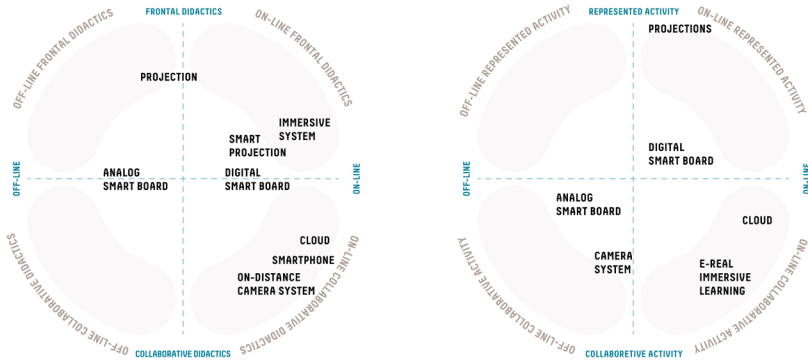 FRONTAL DIDACTICS
OFF-LINE FRONTAL DIDACTICS
ON-LINE FRONTAL DIDACTICS
PROJECTION
IMMERSIVE
SYSTEM
SMART
PROJECTION
OFF-LINE
ANALOG
SMART BOARD
DIGITAL
SMART BOARD
ON-LINE
CLOUD
SMARTPHONE
ON-DISTANCE
CAMERA SYSTEM
OFF-LINE COLLABORATIVE DIDACTICS
ON-LINE COLLABORATIVE DIDACTICS
COLLABORATIVE DIDACTICS
REPRESENTED ACTIVITY
OFF-LINE REPRESENTED ACTIVITY
ON-LINE REPRESENTED ACTIVITY
PROJECTIONS
DIGITAL
SMART BOARD
OFF-LINE
ON-LINE
ANALOG
SMART BOARD
CLOUD
CAMERA
SYSTEM
E-REAL
IMMERSIVE
LEARNING
OFF-LINE COLLABORATIVE ACTIVITY
ON-LINE COLLABORATIVE ACTIVITY
COLLABORETIVE ACTIVITY